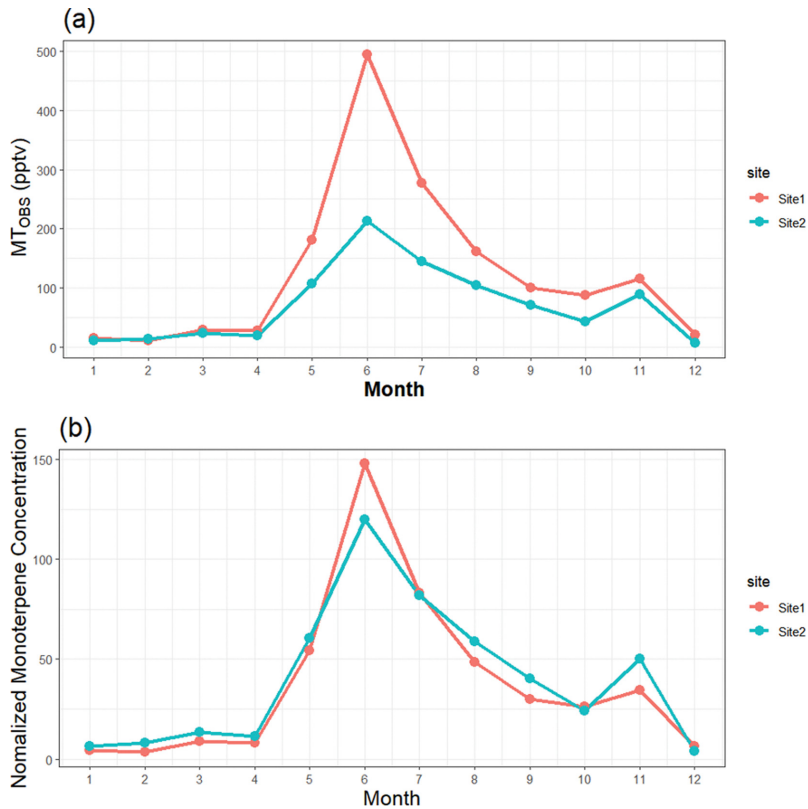 (a)
MTOBS (pptv)
500
400
300
200
100
0
1 2 3 4 5 6 7 8 9 10 11 12
Month
site
Site1
Site2
(b)
Nomalized Monoterpene Concentration
150
100
50
0
1 2 3 4 5 6 7 8 9 10 11 12
Month
site
Site1
Site2